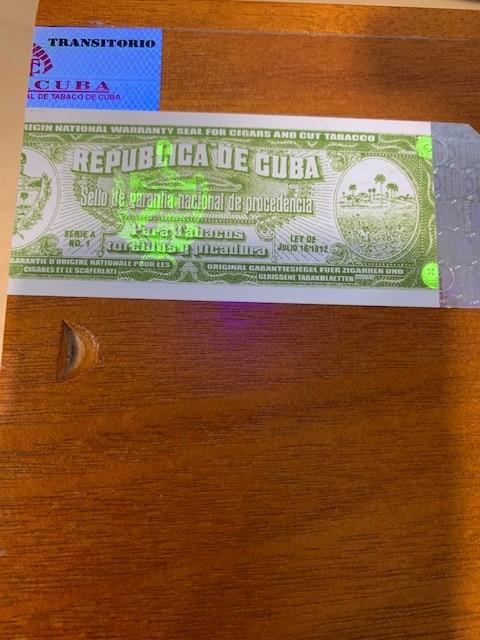 TRANSITORIO
CUBA
AL DE TABACO DE CUBA
RIGIN NATIONAL WARRANTY SEAL FOR CIGARS AND CUT TABACCO
REPUBLICA DE CUBA
Sello de garantia nacional de procedencia
Para Tabacos
torcidos y picadura
SERIE A
NO. 1
LEY DE
JULIO 16/1912
ARANTIE D'ORIGINE NATIONALE POUR LES
CIGARES ET LE SCAFERLATI
ORIGINAL GARANTIESIEGEL FUER ZIGARREN UND
GERISSENE TABAKBLAETTER